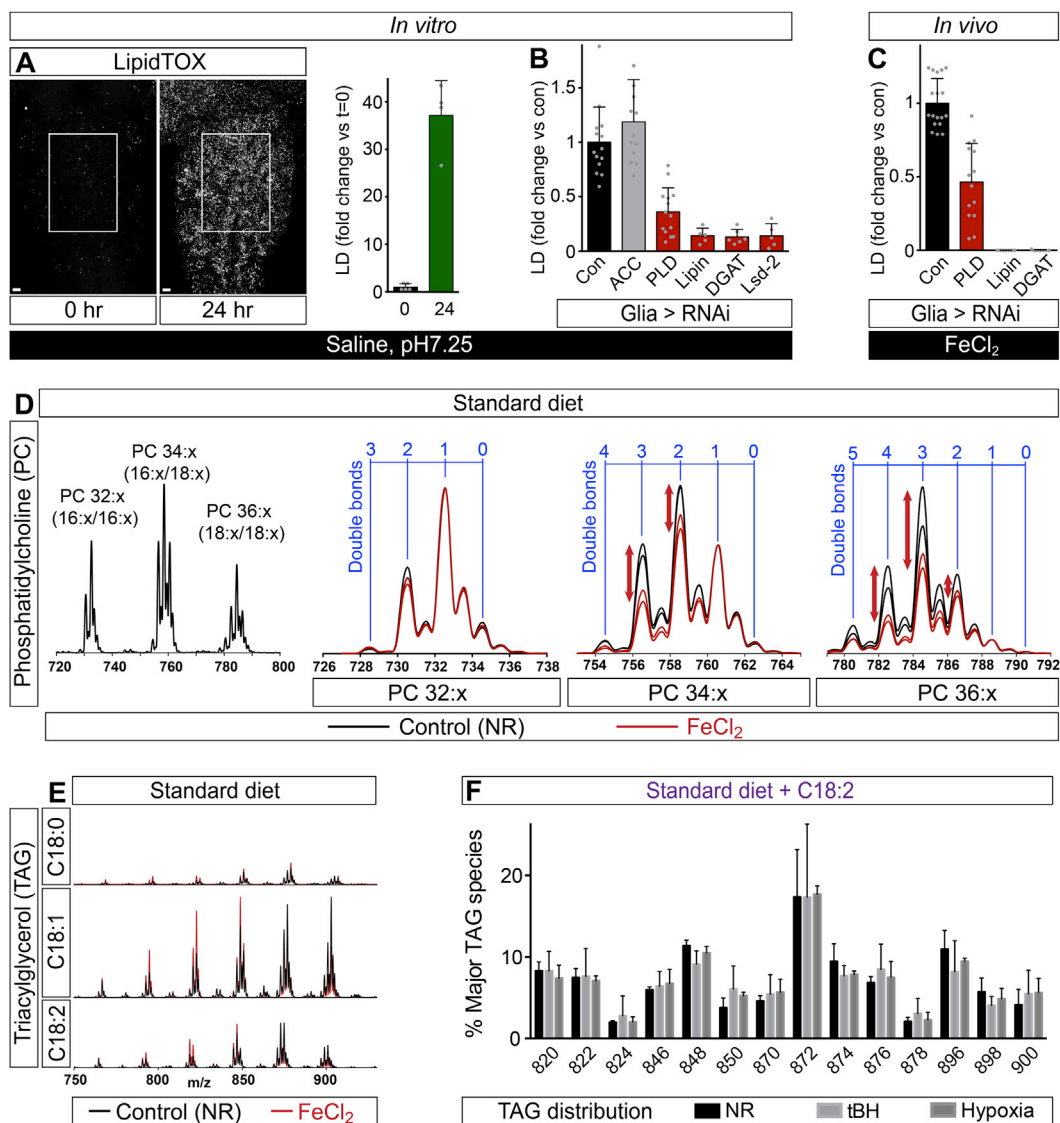 In vitro
In vivo
A
LipidTOX
0 hr
24 hr
LD (fold change vs t=0)
40
30
20
10
0
0
24
B
LD (fold change vs con)
1.5
1
0.5
0
Con
ACC
PLD
Lipin
DGAT
Lsd-2
Glia > RNAi
Saline, pH7.25
C
LD (fold change vs con)
1
0.5
0
Con
PLD
Lipin
DGAT
Glia > RNAi
FeCl₂
D
Standard diet
Phosphatidylcholine (PC)
PC 34:x
(16:x/18:x)
PC 32:x
(16:x/16:x)
PC 36:x
(18:x/18:x)
720 740 760 780 800
3 2 1 0
Double bonds
726 728 730 732 734 736 738
PC 32:x
4 3 2 1 0
Double bonds
754 756 758 760 762 764
PC 34:x
5 4 3 2 1 0
Double bonds
780 782 784 786 788 790 792
PC 36:x
Control (NR) FeCl₂
E
Standard diet
Triacylglycerol (TAG)
C18:0
C18:1
C18:2
750 800 850 900
m/z
Control (NR) FeCl₂
F
Standard diet + C18:2
% Major TAG species
20
10
0
820 822 824 846 848 850 870 872 874 876 878 896 898 900
TAG distribution NR tBH Hypoxia